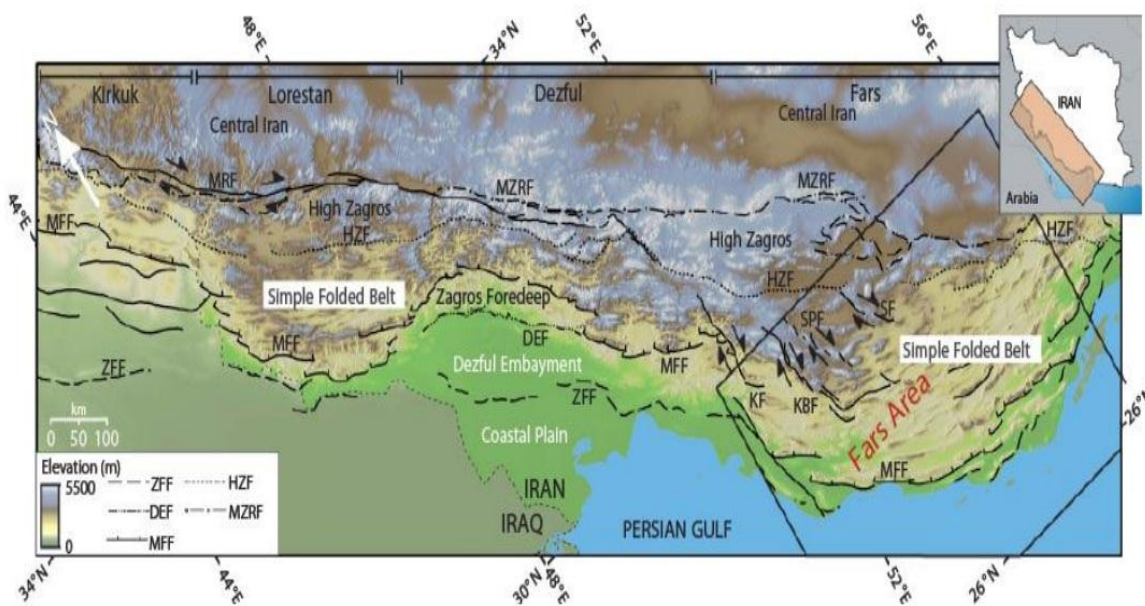 48°E
34°N
52°E
56°E
Kirkuk
Lorestan
Dezful
Fars
Central Iran
Central Iran
IRAN
Arabia
MRF
MZRF
MZRF
44°E
MFF
High Zagros
HZF
High Zagros
HZF
HZF
Simple Folded Belt
Zagros Foredeep
SPF
SF
DEF
MFF
Simple Folded Belt
ZFF
Dezful Embayment
MFF
ZFF
KF
KBF
Fars Area
26°N
km
0 50 100
Coastal Plain
MFF
Elevation (m)
5500
0
ZFF
HZF
DEF
MZRF
MFF
IRAN
IRAQ
PERSIAN GULF
34°N
44°E
30°N
48°E
52°E
26°N